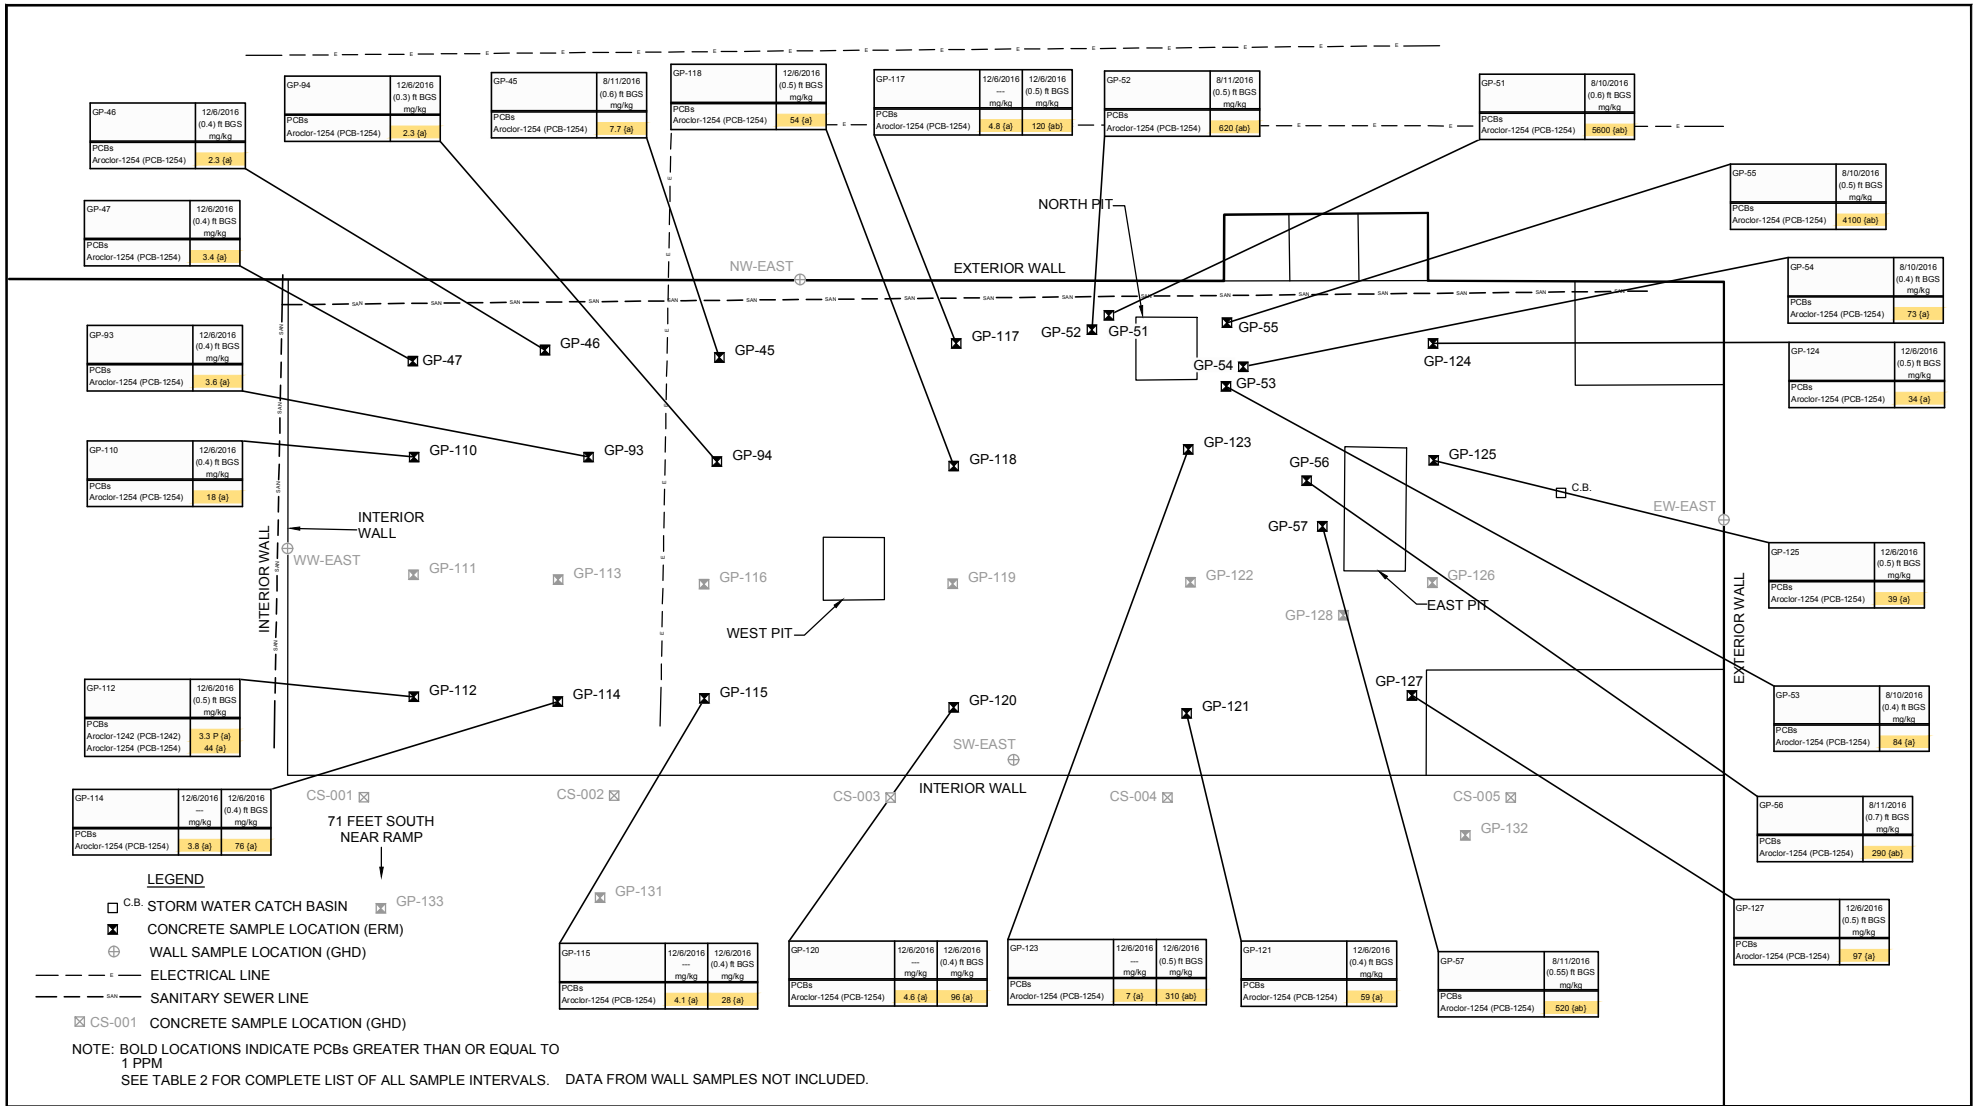 GP-46 12/6/2016
(0.4) ft BGS
mg/kg
PCBs
Aroclor-1254 (PCB-1254) 2.3 {a}
GP-94 12/6/2016
(0.3) ft BGS
mg/kg
PCBs
Aroclor-1254 (PCB-1254) 2.3 {a}
GP-45 8/11/2016
(0.6) ft BGS
mg/kg
PCBs
Aroclor-1254 (PCB-1254) 7.7 {a}
GP-118 12/6/2016
(0.5) ft BGS
mg/kg
PCBs
Aroclor-1254 (PCB-1254) 54 {a}
GP-117 12/6/2016 12/6/2016
--- (0.5) ft BGS
mg/kg mg/kg
PCBs
Aroclor-1254 (PCB-1254) 4.8 {a} 120 {ab}
GP-52 8/11/2016
(0.5) ft BGS
mg/kg
PCBs
Aroclor-1254 (PCB-1254) 620 {ab}
GP-51 8/10/2016
(0.6) ft BGS
mg/kg
PCBs
Aroclor-1254 (PCB-1254) 5600 {ab}
GP-55 8/10/2016
(0.5) ft BGS
mg/kg
PCBs
Aroclor-1254 (PCB-1254) 4100 {ab}
GP-47 12/6/2016
(0.4) ft BGS
mg/kg
PCBs
Aroclor-1254 (PCB-1254) 3.4 {a}
GP-54 8/10/2016
(0.4) ft BGS
mg/kg
PCBs
Aroclor-1254 (PCB-1254) 73 {a}
GP-93 12/6/2016
(0.4) ft BGS
mg/kg
PCBs
Aroclor-1254 (PCB-1254) 3.6 {a}
GP-124 12/6/2016
(0.5) ft BGS
mg/kg
PCBs
Aroclor-1254 (PCB-1254) 34 {a}
GP-110 12/6/2016
(0.4) ft BGS
mg/kg
PCBs
Aroclor-1254 (PCB-1254) 18 {a}
NORTH PIT
NW-EAST
EXTERIOR WALL
GP-47
GP-46
GP-45
GP-117
GP-52
GP-51
GP-55
GP-54
GP-53
GP-124
GP-110
GP-93
GP-94
GP-118
GP-123
GP-56
GP-125
GP-57
C.B.
EW-EAST
INTERIOR
WALL
INTERIOR WALL
WW-EAST
GP-111
GP-113
GP-116
GP-119
GP-122
GP-126
GP-128
EAST PIT
WEST PIT
EXTERIOR WALL
GP-125 12/6/2016
(0.5) ft BGS
mg/kg
PCBs
Aroclor-1254 (PCB-1254) 39 {a}
GP-112 12/6/2016
(0.5) ft BGS
mg/kg
PCBs
Aroclor-1242 (PCB-1242) 3.3 P {a}
Aroclor-1254 (PCB-1254) 44 {a}
GP-112
GP-114
GP-115
GP-120
GP-121
GP-127
SW-EAST
INTERIOR WALL
GP-53 8/10/2016
(0.4) ft BGS
mg/kg
PCBs
Aroclor-1254 (PCB-1254) 84 {a}
GP-114 12/6/2016 12/6/2016
--- (0.4) ft BGS
mg/kg mg/kg
PCBs
Aroclor-1254 (PCB-1254) 3.8 {a} 76 {a}
CS-001
CS-002
CS-003
CS-004
CS-005
GP-132
71 FEET SOUTH
NEAR RAMP
GP-133
GP-131
GP-56 8/11/2016
(0.7) ft BGS
mg/kg
PCBs
Aroclor-1254 (PCB-1254) 290 {ab}
GP-127 12/6/2016
(0.5) ft BGS
mg/kg
PCBs
Aroclor-1254 (PCB-1254) 97 {a}
GP-115 12/6/2016 12/6/2016
--- (0.4) ft BGS
mg/kg mg/kg
PCBs
Aroclor-1254 (PCB-1254) 4.1 {a} 28 {a}
GP-120 12/6/2016 12/6/2016
--- (0.4) ft BGS
mg/kg mg/kg
PCBs
Aroclor-1254 (PCB-1254) 4.6 {a} 96 {a}
GP-123 12/6/2016 12/6/2016
--- (0.5) ft BGS
mg/kg mg/kg
PCBs
Aroclor-1254 (PCB-1254) 7 {a} 310 {ab}
GP-121 12/6/2016
(0.4) ft BGS
mg/kg
PCBs
Aroclor-1254 (PCB-1254) 59 {a}
GP-57 8/11/2016
(0.55) ft BGS
mg/kg
PCBs
Aroclor-1254 (PCB-1254) 520 {ab}
LEGEND
C.B. STORM WATER CATCH BASIN
CONCRETE SAMPLE LOCATION (ERM)
WALL SAMPLE LOCATION (GHD)
E ELECTRICAL LINE
SAN SANITARY SEWER LINE
CS-001 CONCRETE SAMPLE LOCATION (GHD)
NOTE: BOLD LOCATIONS INDICATE PCBs GREATER THAN OR EQUAL TO
1 PPM
SEE TABLE 2 FOR COMPLETE LIST OF ALL SAMPLE INTERVALS. DATA FROM WALL SAMPLES NOT INCLUDED.